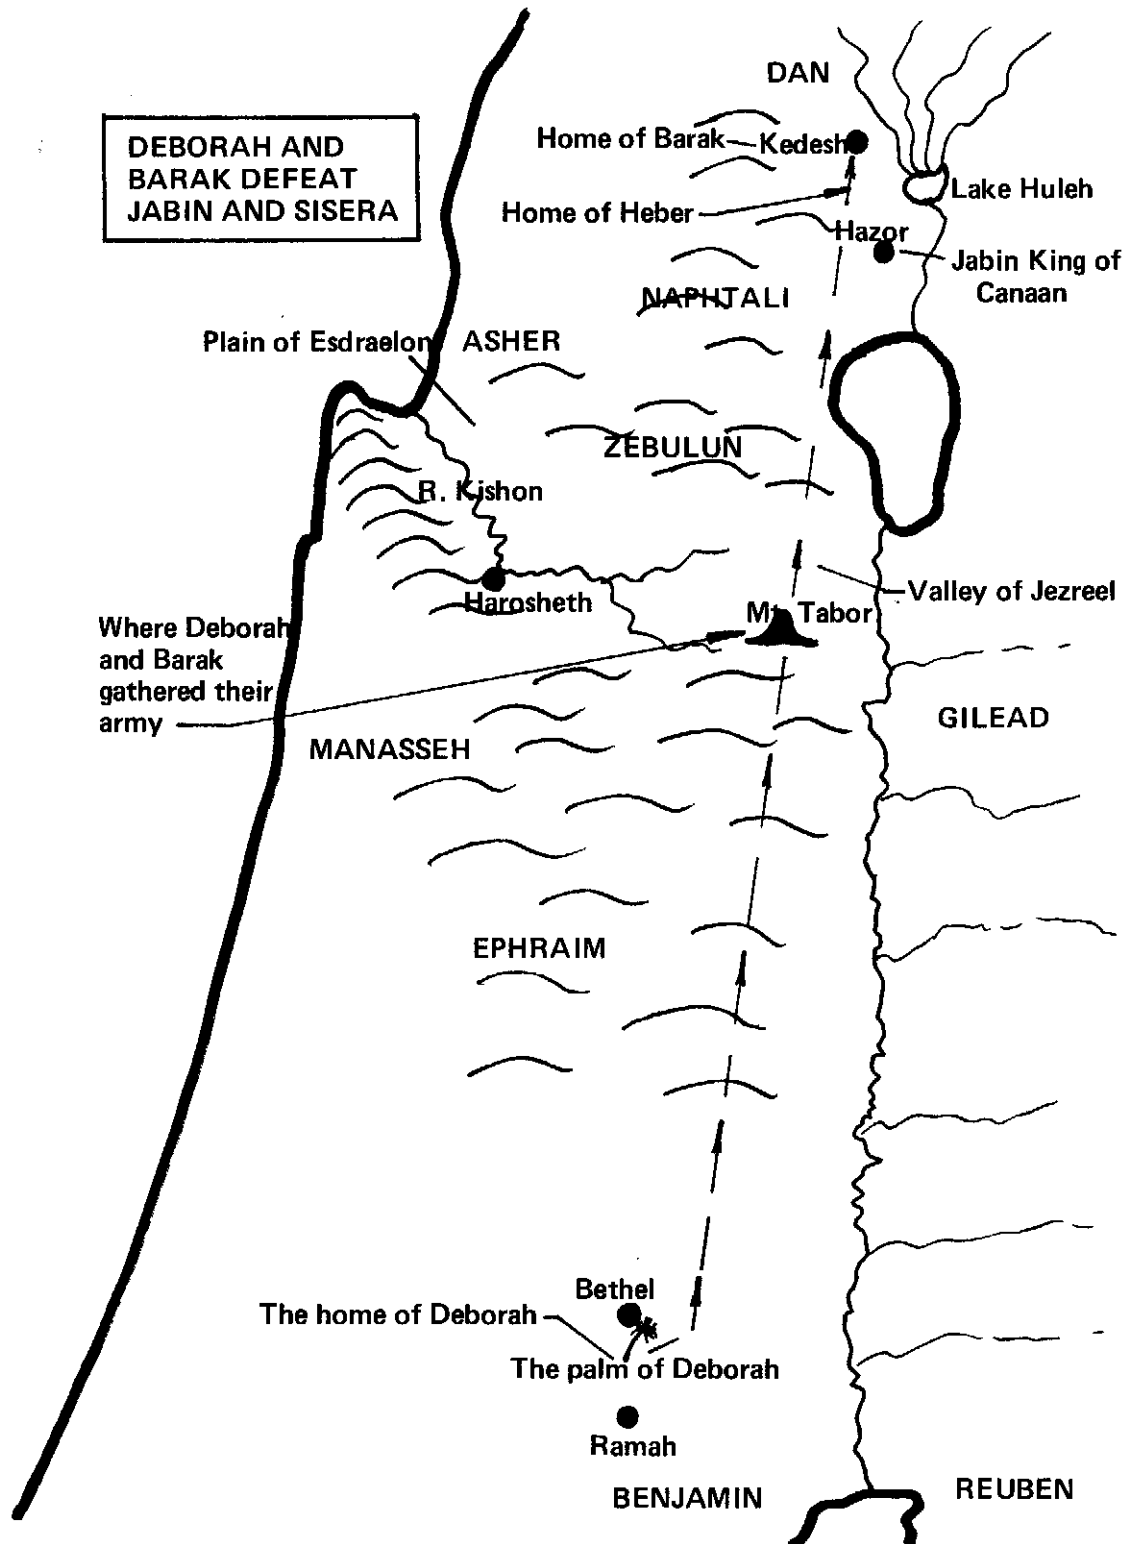 DAN
DEBORAH AND
BARAK DEFEAT
JABIN AND SISERA
Home of Barak
Kedesh
Lake Huleh
Home of Heber
Hazor
Jabin King of
Canaan
NAPHTALI
Plain of Esdraelon
ASHER
ZEBULUN
R. Kishon
Harosheth
Valley of Jezreel
Mt. Tabor
Where Deborah
and Barak
gathered their
army
GILEAD
MANASSEH
EPHRAIM
Bethel
The home of Deborah
The palm of Deborah
Ramah
BENJAMIN
REUBEN